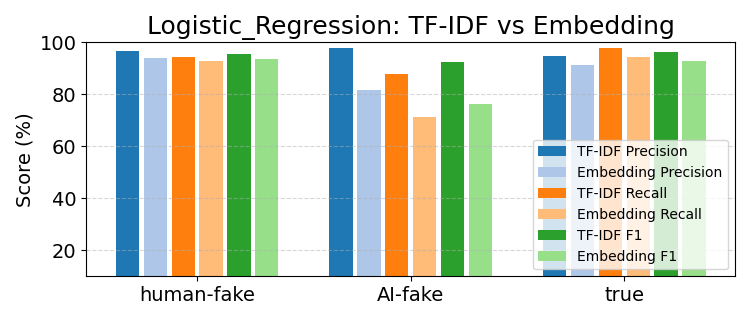 Logistic_Regression: TF-IDF vs Embedding
Score (%)
100
80
60
40
20
human-fake
AI-fake
true
TF-IDF Precision
Embedding Precision
TF-IDF Recall
Embedding Recall
TF-IDF F1
Embedding F1